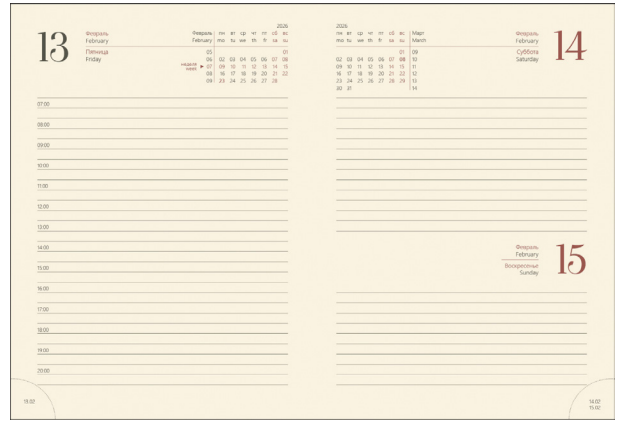 13
Февраль
February
Пятница
Friday
2026
Февраль пн вт ср чт пт сб вс
February mo tu we th fr sa su
05 01
06 02 03 04 05 06 07 08
неделя
week
07 09 10 11 12 13 14 15
08 16 17 18 19 20 21 22
09 23 24 25 26 27 28
07:00
08:00
09:00
10:00
11:00
12:00
13:00
14:00
15:00
16:00
17:00
18:00
19:00
20:00
13.02
2026
пн вт ср чт пт сб вс Март
mo tu we th fr sa su March
01 09
02 03 04 05 06 07 08 10
09 10 11 12 13 14 15 11
16 17 18 19 20 21 22 12
23 24 25 26 27 28 29 13
30 31 14
Февраль
February
Суббота
Saturday
14
Февраль
February
Воскресенье
Sunday
15
14.02
15.02